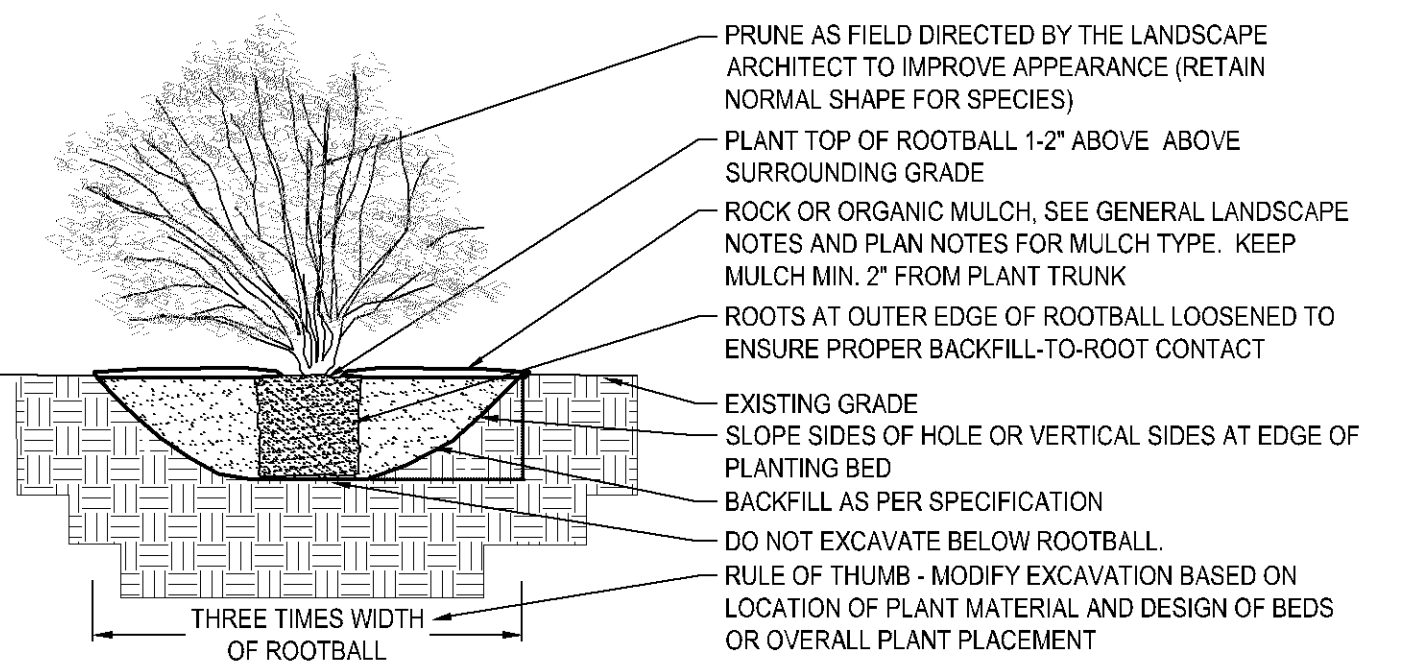 PRUNE AS FIELD DIRECTED BY THE LANDSCAPE
ARCHITECT TO IMPROVE APPEARANCE (RETAIN
NORMAL SHAPE FOR SPECIES)
PLANT TOP OF ROOTBALL 1-2" ABOVE ABOVE
SURROUNDING GRADE
ROCK OR ORGANIC MULCH, SEE GENERAL LANDSCAPE
NOTES AND PLAN NOTES FOR MULCH TYPE. KEEP
MULCH MIN. 2" FROM PLANT TRUNK
ROOTS AT OUTER EDGE OF ROOTBALL LOOSENED TO
ENSURE PROPER BACKFILL-TO-ROOT CONTACT
EXISTING GRADE
SLOPE SIDES OF HOLE OR VERTICAL SIDES AT EDGE OF
PLANTING BED
BACKFILL AS PER SPECIFICATION
DO NOT EXCAVATE BELOW ROOTBALL.
RULE OF THUMB - MODIFY EXCAVATION BASED ON
LOCATION OF PLANT MATERIAL AND DESIGN OF BEDS
OR OVERALL PLANT PLACEMENT
THREE TIMES WIDTH
OF ROOTBALL